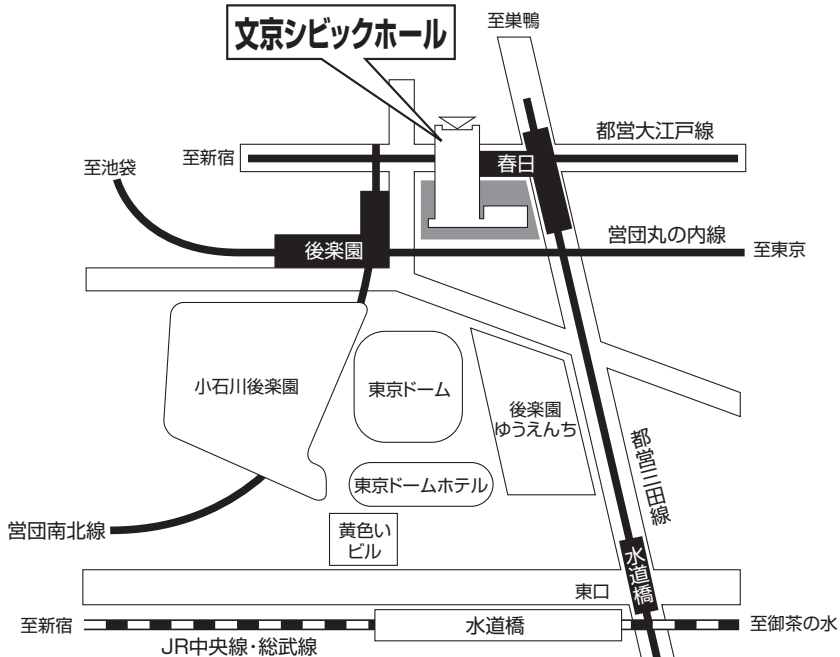 至巣鴨
文京シビックホール
都営大江戸線
至新宿
春日
至池袋
営団丸の内線
後楽園
至東京
小石川後楽園
東京ドーム
後楽園
ゆうえんち
都営三田線
東京ドームホテル
営団南北線
黄色い
ビル
水道橋
東口
至新宿
水道橋
至御茶の水
JR中央線・総武線